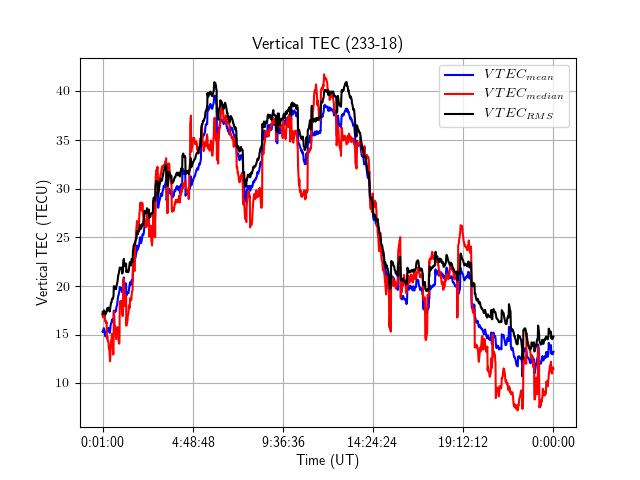 Vertical TEC (233-18)
VTEC_mean
VTEC_median
VTEC_RMS
Vertical TEC (TECU)
40
35
30
25
20
15
10
0:01:00 4:48:48 9:36:36 14:24:24 19:12:12 0:00:00
Time (UT)